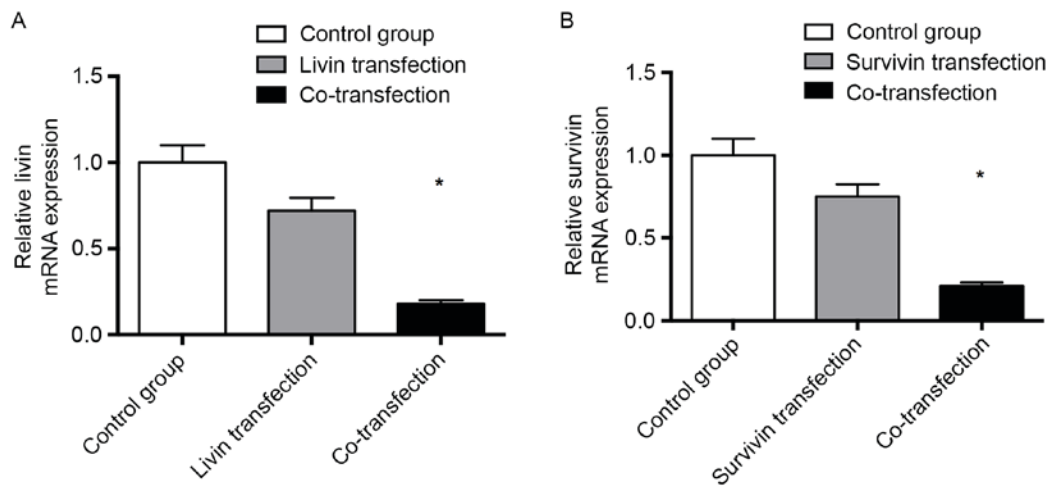 A
Control group
Livin transfection
Co-transfection
Relative livin
mRNA expression
1.5
1.0
0.5
0.0
*
Control group
Livin transfection
Co-transfection
B
Control group
Survivin transfection
Co-transfection
Relative survivin
mRNA expression
1.5
1.0
0.5
0.0
*
Control group
Survivin transfection
Co-transfection